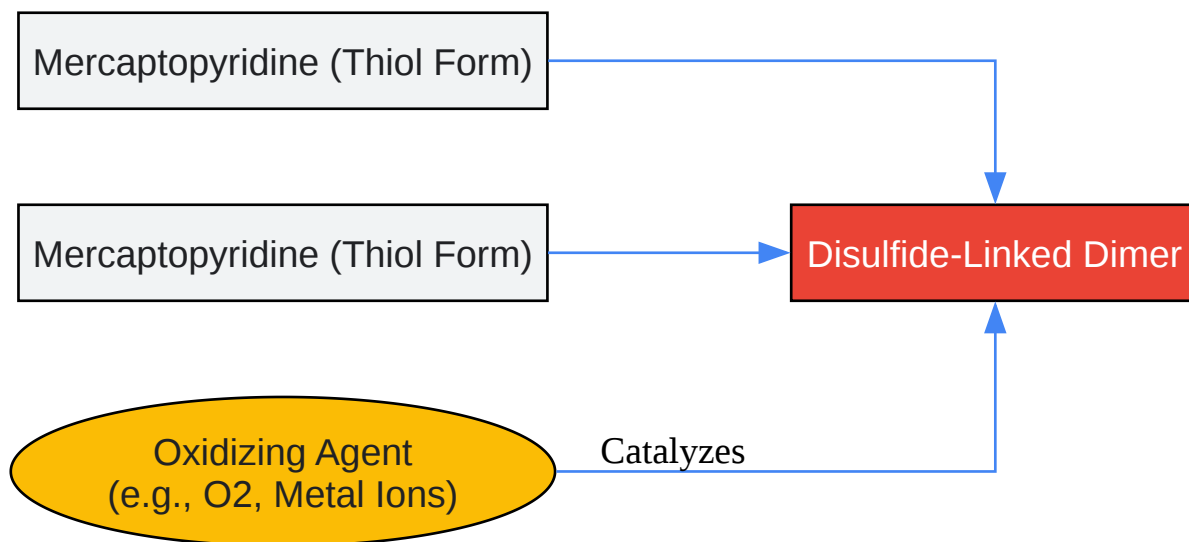 Mercaptopyridine (Thiol Form)
Mercaptopyridine (Thiol Form)
Disulfide-Linked Dimer
Oxidizing Agent
(e.g., O2, Metal Ions)
Catalyzes